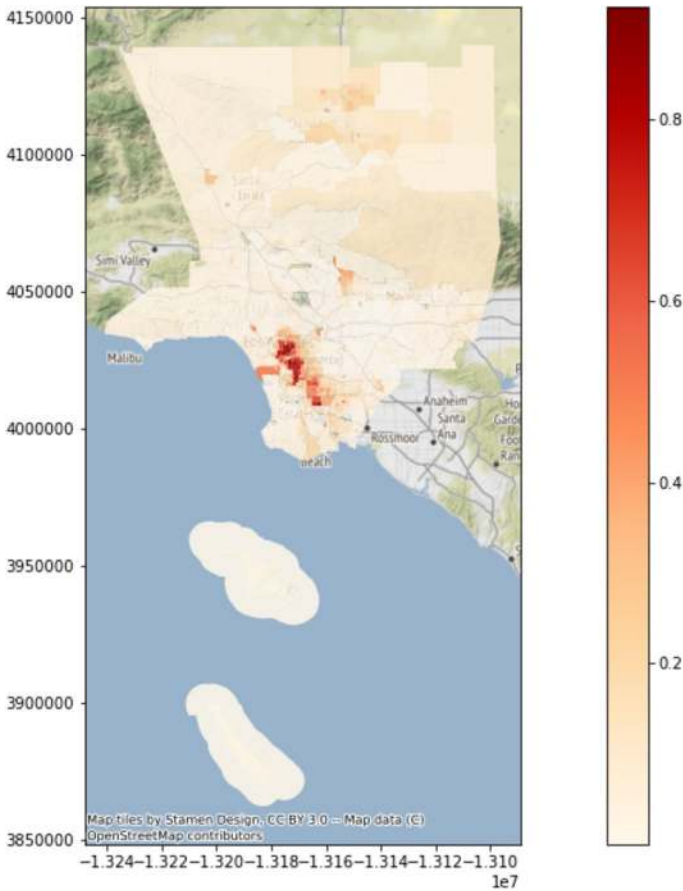 4150000
4100000
4050000
4000000
3950000
3900000
3850000
0.8
0.6
0.4
0.2
Simi Valley
Malibu
Anaheim
Santa
Ana
Rossmoor
Beach
Map tiles by Stamen Design, CC BY 3.0 -- Map data (C)
OpenStreetMap contributors
−1.324−1.322−1.320−1.318−1.316−1.314−1.312−1.310
1e7